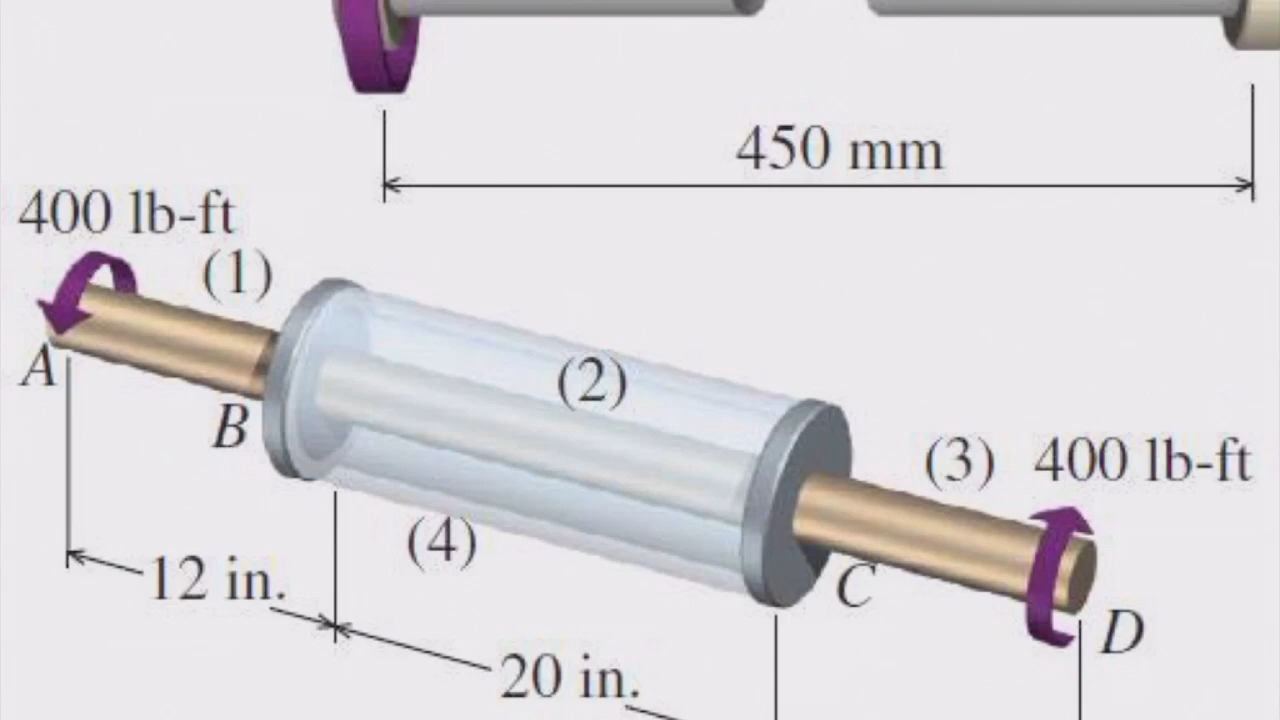 450 mm
400 lb-ft
(1)
A
B
(2)
(3) 400 lb-ft
(4)
C
12 in.
D
20 in.